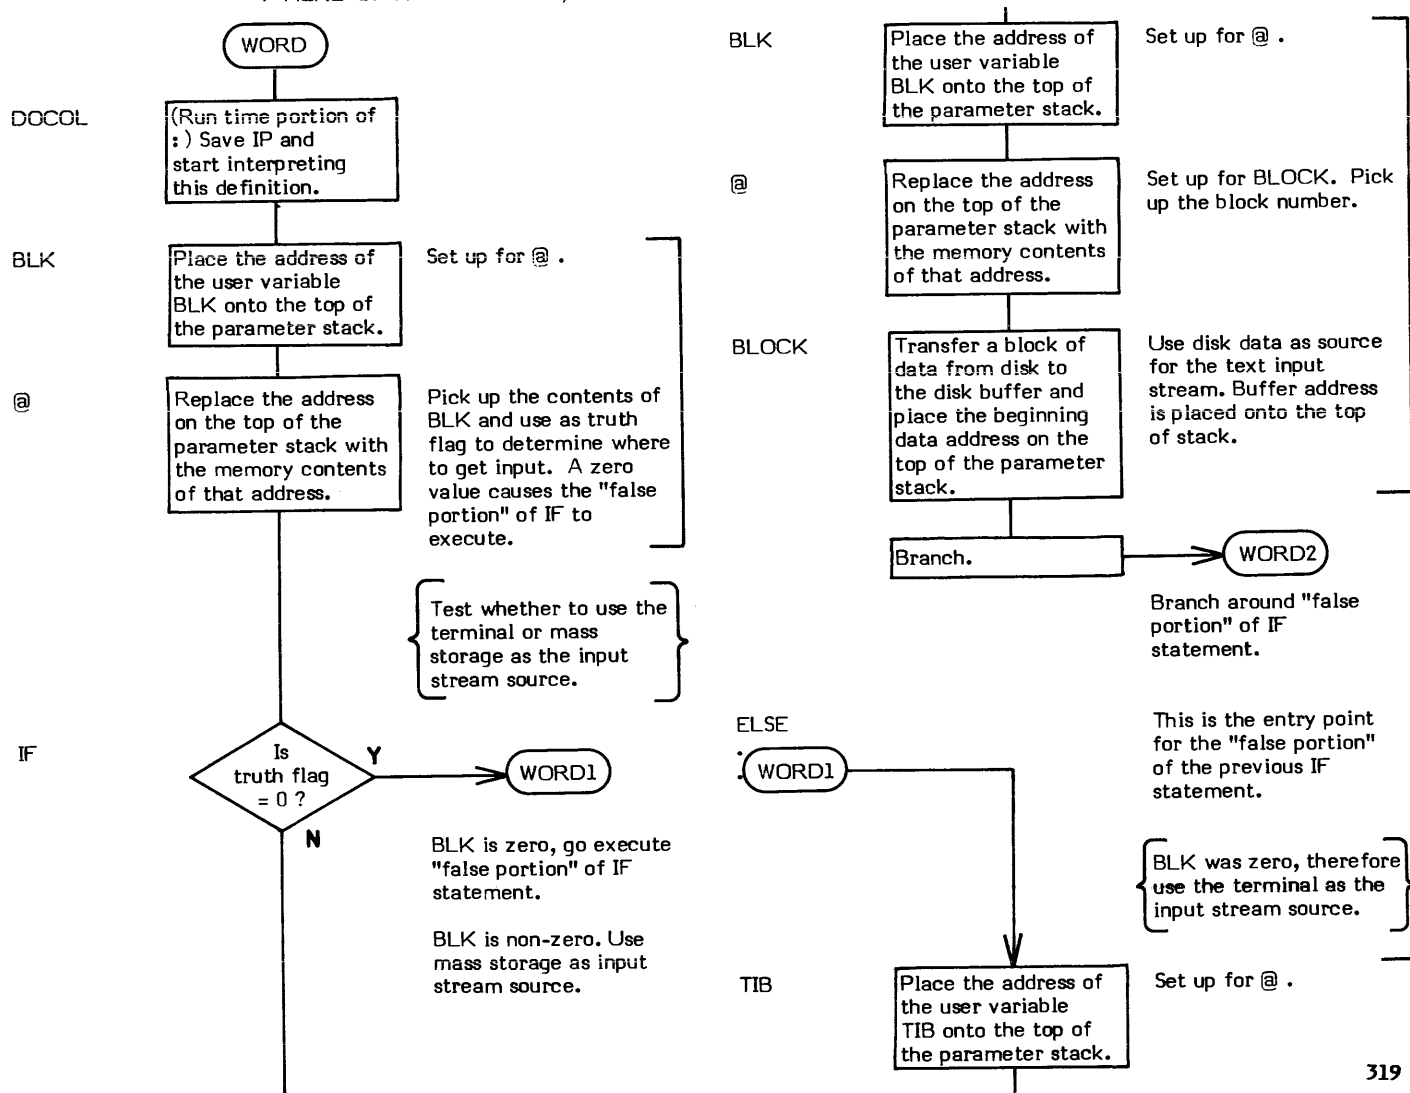 WORD
DOCOL
(Run time portion of
:) Save IP and
start interpreting
this definition.
BLK
Place the address of
the user variable
BLK onto the top of
the parameter stack.
Set up for @ .
@
Replace the address
on the top of the
parameter stack with
the memory contents
of that address.
Pick up the contents of
BLK and use as truth
flag to determine where
to get input. A zero
value causes the "false
portion" of IF to
execute.
Test whether to use the
terminal or mass
storage as the input
stream source.
IF
Is
truth flag
= 0 ?
Y
WORD1
N
BLK is zero, go execute
"false portion" of IF
statement.
BLK is non-zero. Use
mass storage as input
stream source.
BLK
Place the address of
the user variable
BLK onto the top of
the parameter stack.
Set up for @ .
@
Replace the address
on the top of the
parameter stack with
the memory contents
of that address.
Set up for BLOCK. Pick
up the block number.
BLOCK
Transfer a block of
data from disk to
the disk buffer and
place the beginning
data address on the
top of the parameter
stack.
Use disk data as source
for the text input
stream. Buffer address
is placed onto the top
of stack.
Branch.
WORD2
Branch around "false
portion" of IF
statement.
ELSE
:
WORD1
This is the entry point
for the "false portion"
of the previous IF
statement.
BLK was zero, therefore
use the terminal as the
input stream source.
TIB
Place the address of
the user variable
TIB onto the top of
the parameter stack.
Set up for @ .
319